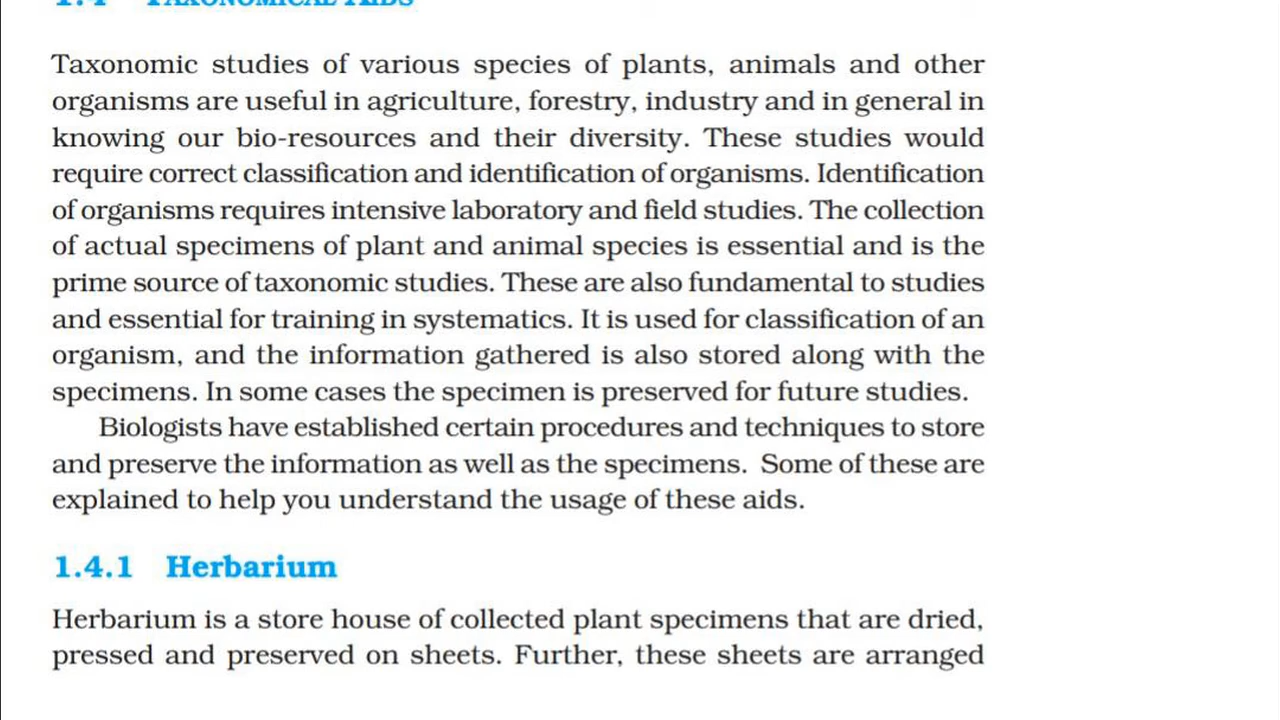 1.4 TAXONOMICAL AIDS
Taxonomic studies of various species of plants, animals and other
organisms are useful in agriculture, forestry, industry and in general in
knowing our bio-resources and their diversity. These studies would
require correct classification and identification of organisms. Identification
of organisms requires intensive laboratory and field studies. The collection
of actual specimens of plant and animal species is essential and is the
prime source of taxonomic studies. These are also fundamental to studies
and essential for training in systematics. It is used for classification of an
organism, and the information gathered is also stored along with the
specimens. In some cases the specimen is preserved for future studies.
Biologists have established certain procedures and techniques to store
and preserve the information as well as the specimens. Some of these are
explained to help you understand the usage of these aids.
1.4.1 Herbarium
Herbarium is a store house of collected plant specimens that are dried,
pressed and preserved on sheets. Further, these sheets are arranged